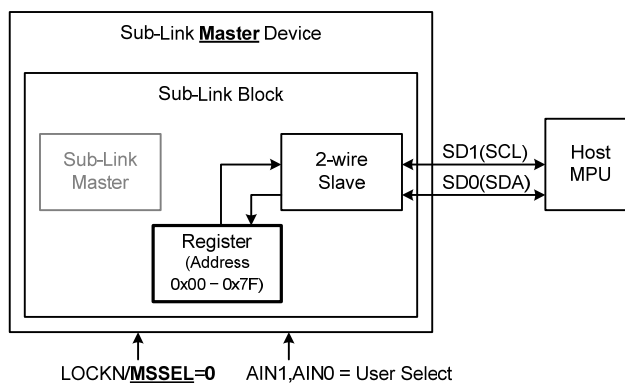 Sub-Link Master Device
Sub-Link Block
Sub-Link
Master
2-wire
Slave
SD1(SCL)
SD0(SDA)
Host
MPU
Register
(Address
0x00 – 0x7F)
LOCKN/MSSEL=0
AIN1,AIN0 = User Select